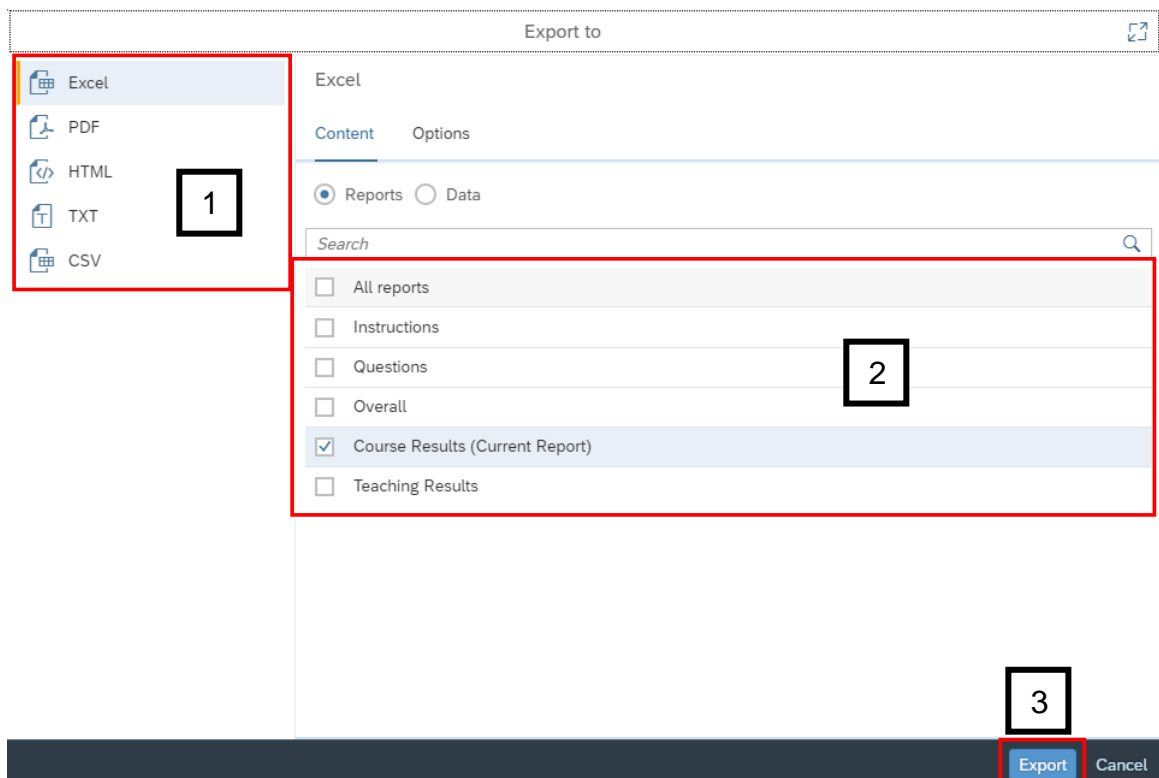 Export to
Excel
PDF
HTML
TXT
CSV
1
Excel
Content Options
Reports Data
Search
All reports
Instructions
Questions
Overall
Course Results (Current Report)
Teaching Results
2
3
Export Cancel